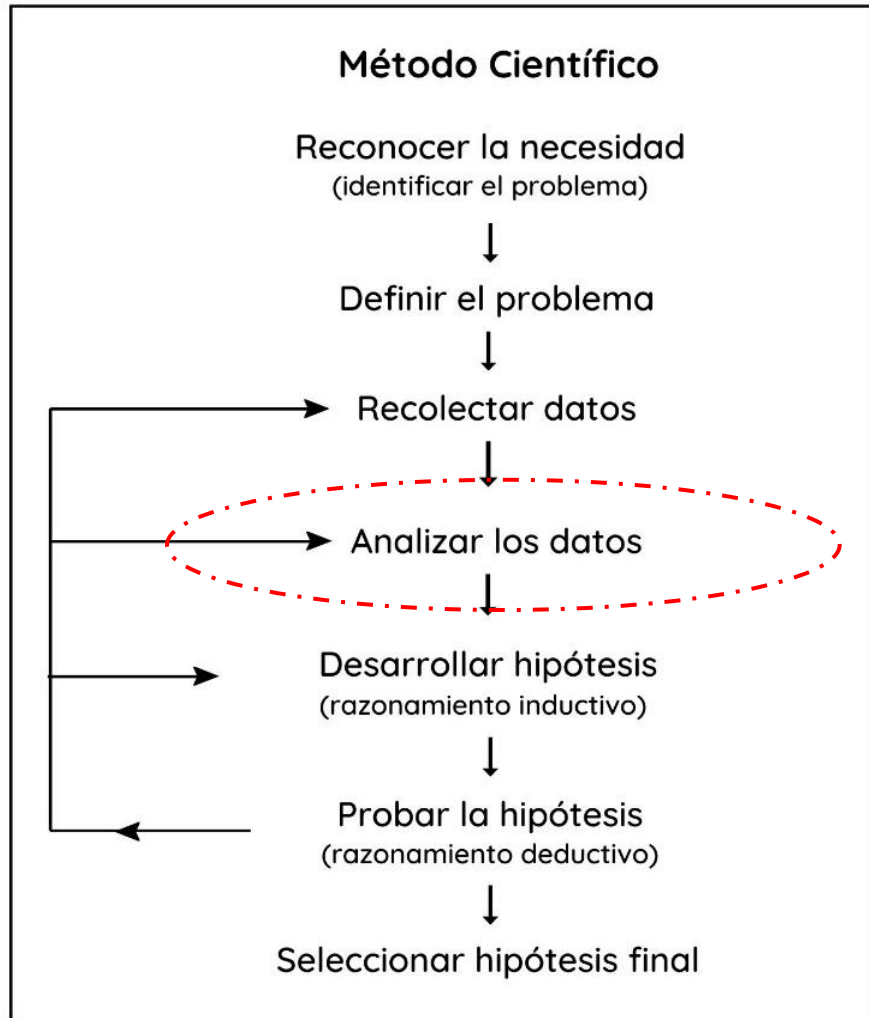 Método Científico
Reconocer la necesidad
(identificar el problema)
Definir el problema
Recolectar datos
Analizar los datos
Desarrollar hipótesis
(razonamiento inductivo)
Probar la hipótesis
(razonamiento deductivo)
Seleccionar hipótesis final